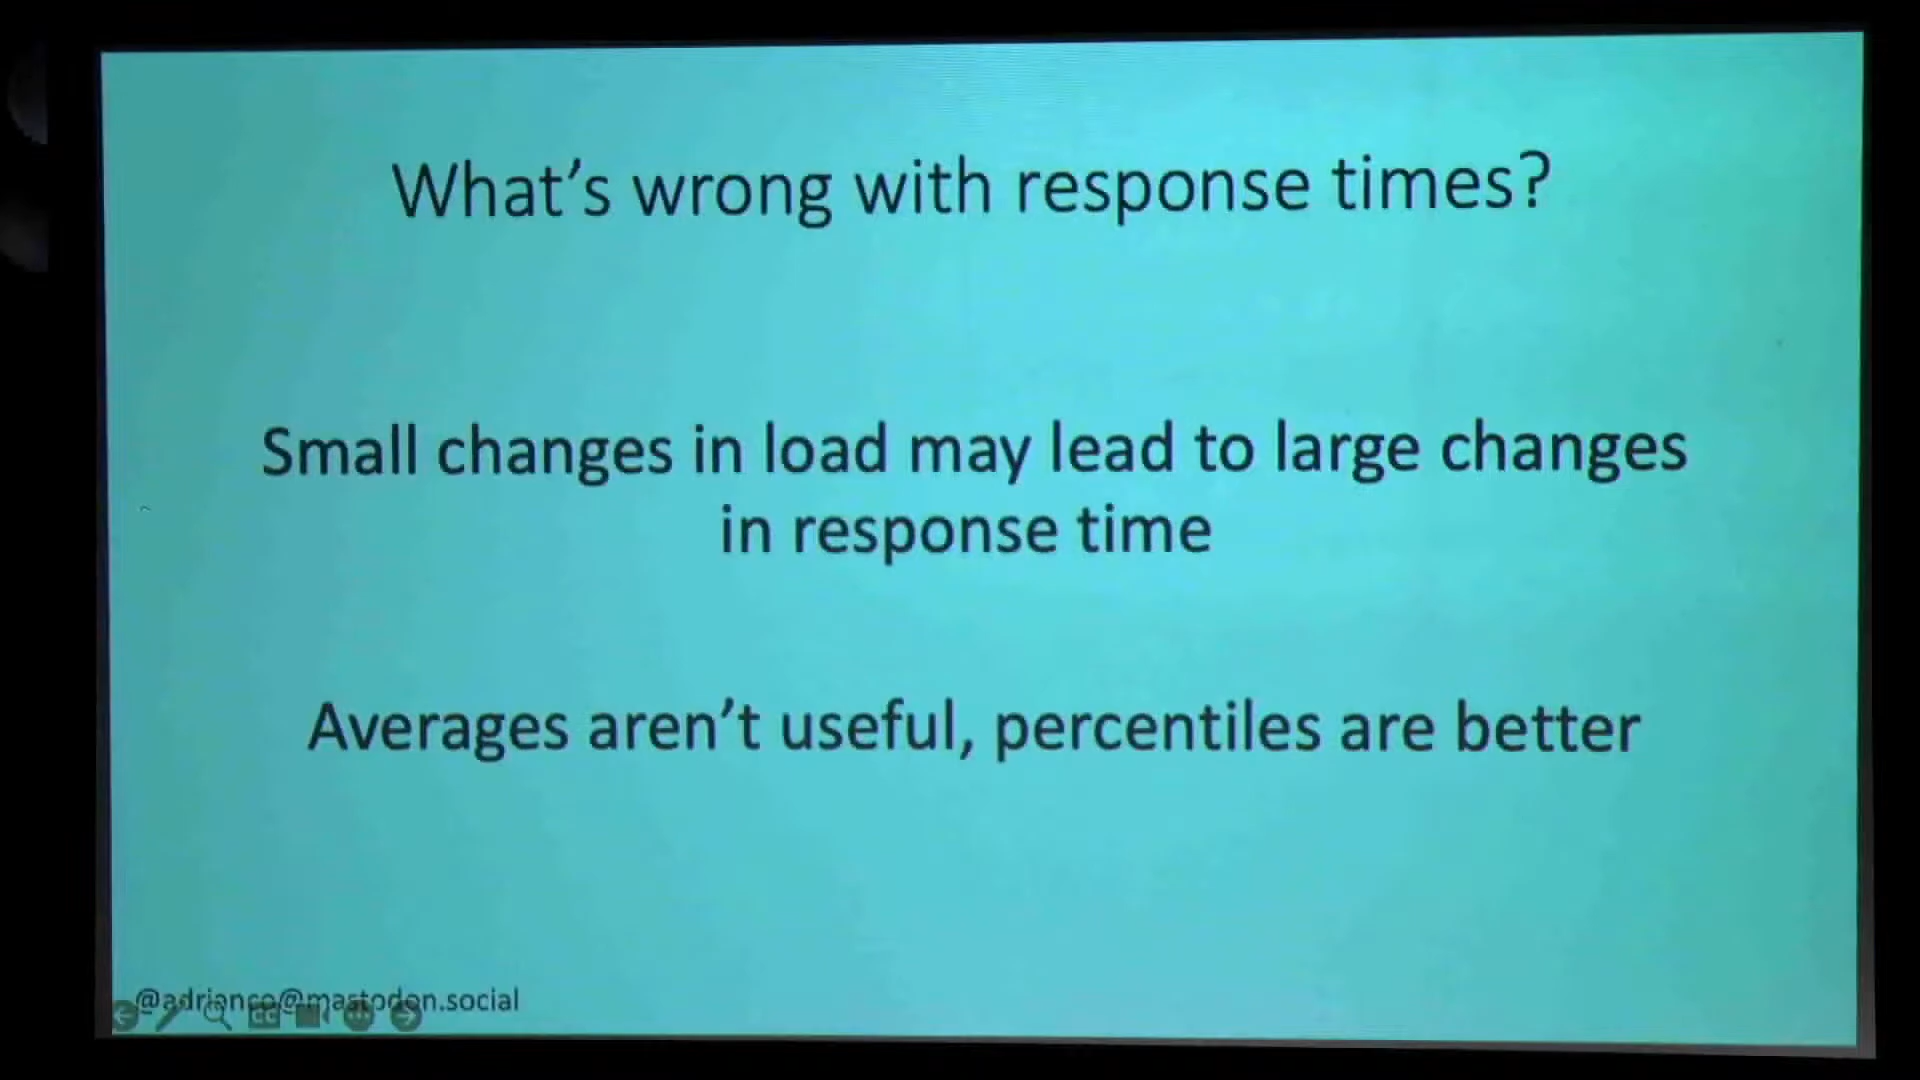 What's wrong with response times?
Small changes in load may lead to large changes
in response time
Averages aren't useful, percentiles are better
@adrianco@mastodon.social